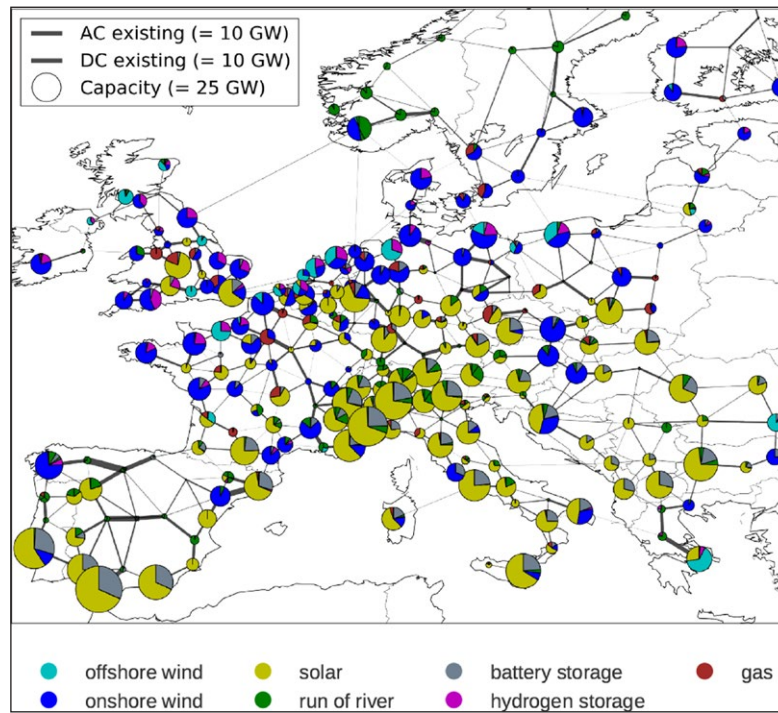 AC existing (= 10 GW)
DC existing (= 10 GW)
Capacity (= 25 GW)
offshore wind
solar
battery storage
gas
onshore wind
run of river
hydrogen storage